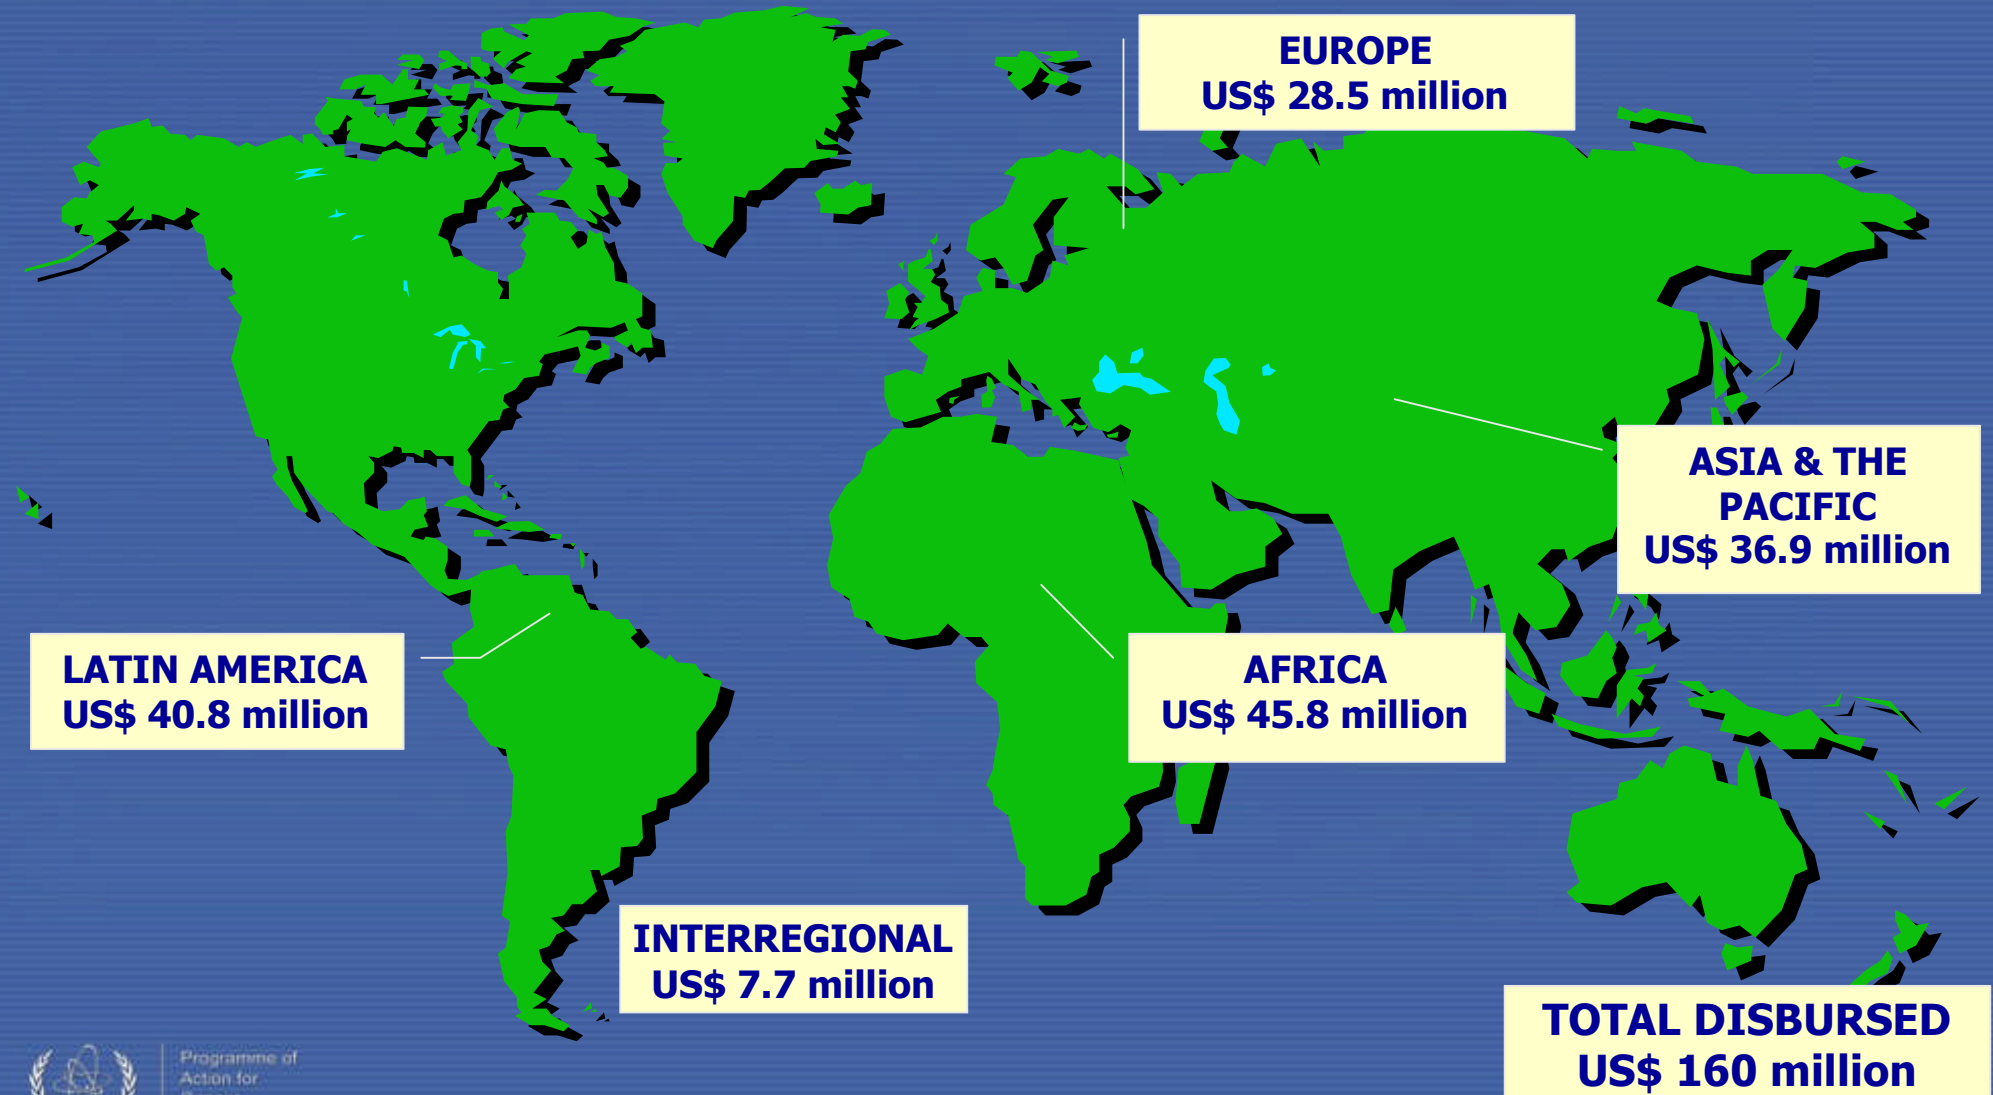 EUROPE
US$ 28.5 million
ASIA & THE
PACIFIC
US$ 36.9 million
LATIN AMERICA
US$ 40.8 million
AFRICA
US$ 45.8 million
INTERREGIONAL
US$ 7.7 million
TOTAL DISBURSED
US$ 160 million
Programme of
Action for